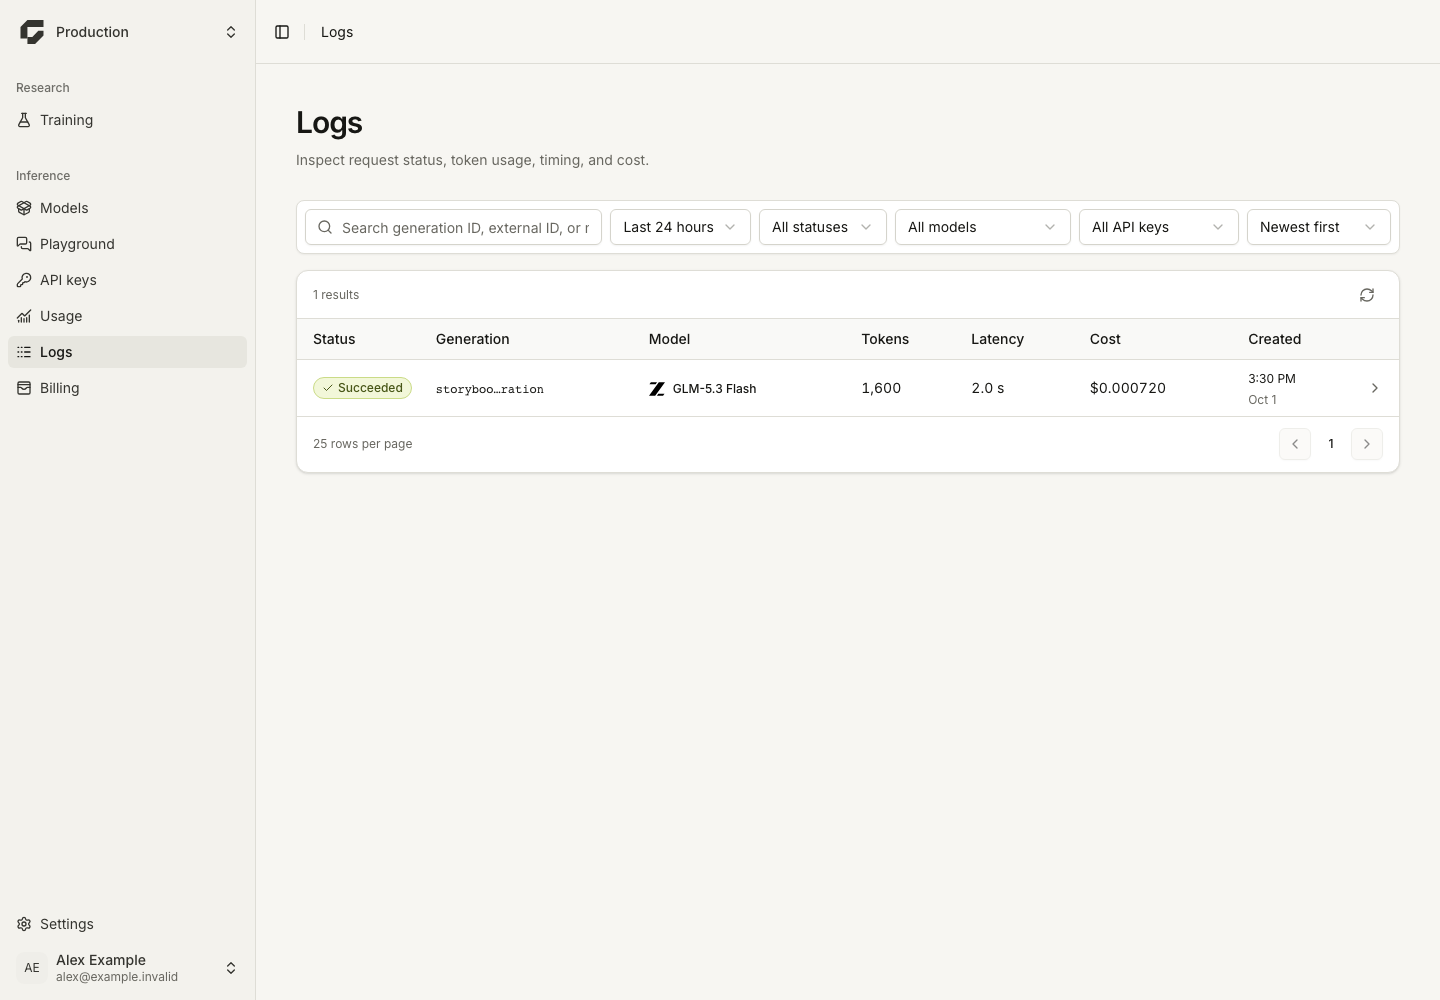 Production
Research
Training
Inference
Models
Playground
API keys
Usage
Logs
Billing
Settings
AE
Alex Example
alex@example.invalid
Logs
Logs
Inspect request status, token usage, timing, and cost.
Search generation ID, external ID, or r
Last 24 hours
All statuses
All models
All API keys
Newest first
1 results
Status Generation Model Tokens Latency Cost Created
Succeeded storyboo…ration GLM-5.3 Flash 1,600 2.0 s $0.000720 3:30 PM
Oct 1
25 rows per page
1